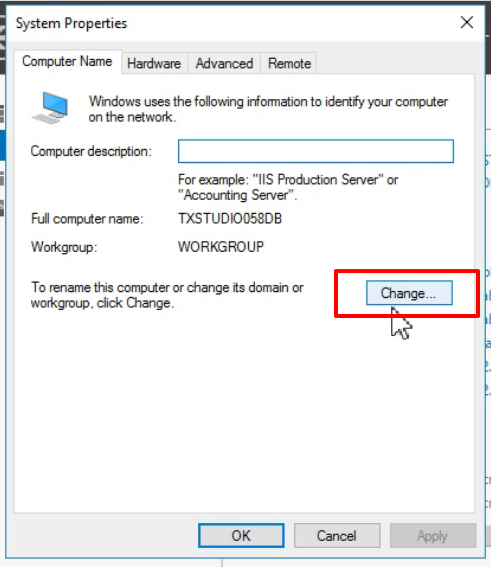 System Properties
Computer Name Hardware Advanced Remote
Windows uses the following information to identify your computer
on the network.
Computer description:
For example: "IIS Production Server" or
"Accounting Server".
Full computer name: TXSTUDIO058DB
Workgroup: WORKGROUP
To rename this computer or change its domain or
workgroup, click Change.
Change...
OK Cancel Apply